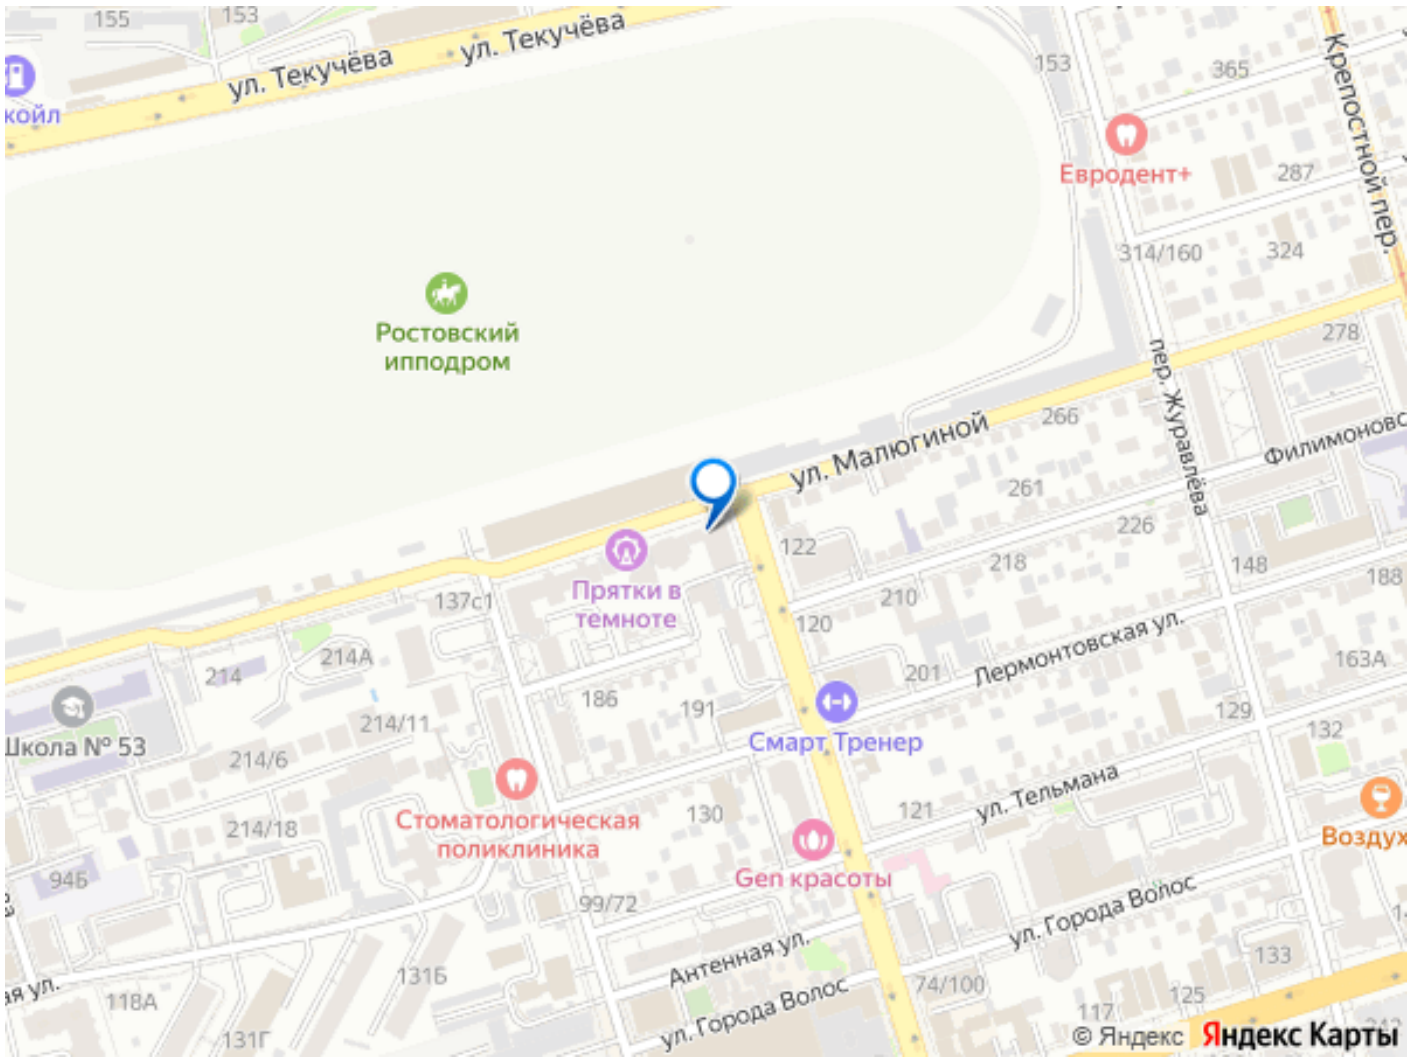 155
153
ул. Текучёва
ул. Текучёва
койл
153
365
Крепостной пер.
Евродент+
287
314/160
324
Ростовский
ипподром
278
пер. Журавлёва
266
ул. Малюгиной
Филимоновс
261
226
122
218
148
188
Прятки в
темноте
137с1
210
120
Лермонтовская ул.
214А
214
201
163А
186
191
214/11
129
132
Школа № 53
Смарт Тренер
214/6
ул. Тельмана
121
130
Стоматологическая
поликлиника
214/18
Воздух
94Б
Gen красоты
99/72
ул. Города Волос
Антенная ул.
133
131Б
ая ул.
118А
74/100
125
117
ул. Города Волос
131Г
© Яндекс Яндекс Карты